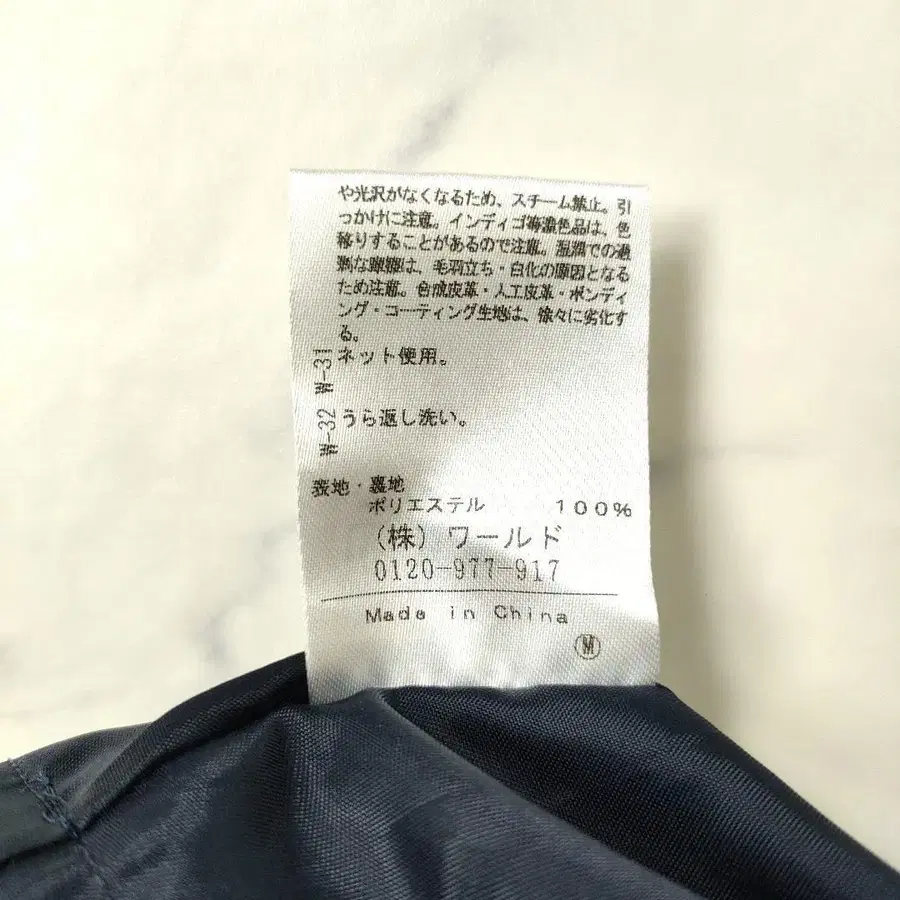 や光沢がなくなるため、スチーム禁止。引
っかけに注意。インディゴ等濃色品は、色
移りすることがあるので注意。湿潤での過
剰な摩擦は、毛羽立ち・白化の原因となる
ため注意。合成皮革・人工皮革・ボンディ
ング・コーティング生地は、徐々に劣化す
る。
W-31 ネット使用。
W-32 うら返し洗い。
表地・裏地
ポリエステル 100%
(株) ワールド
0120-977-917
Made in China
M